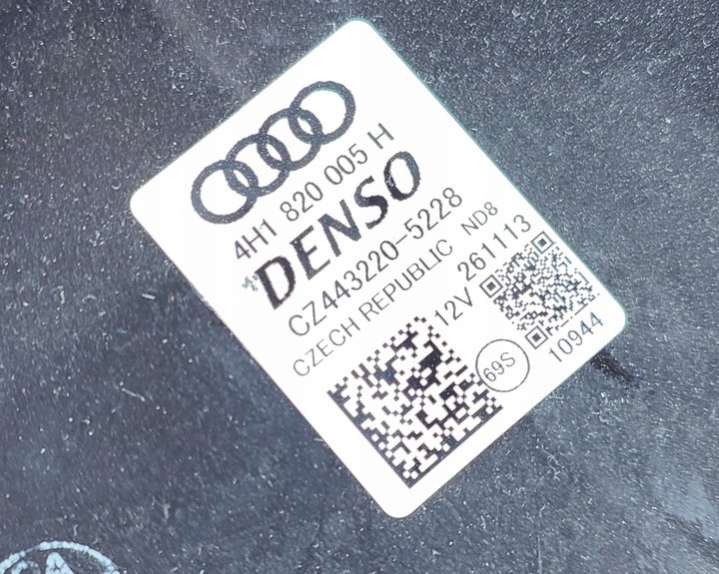 4H1 820 005 H
DENSO
CZ443220-5228
CZECH REPUBLIC ND8
12V 261113
69S
10944